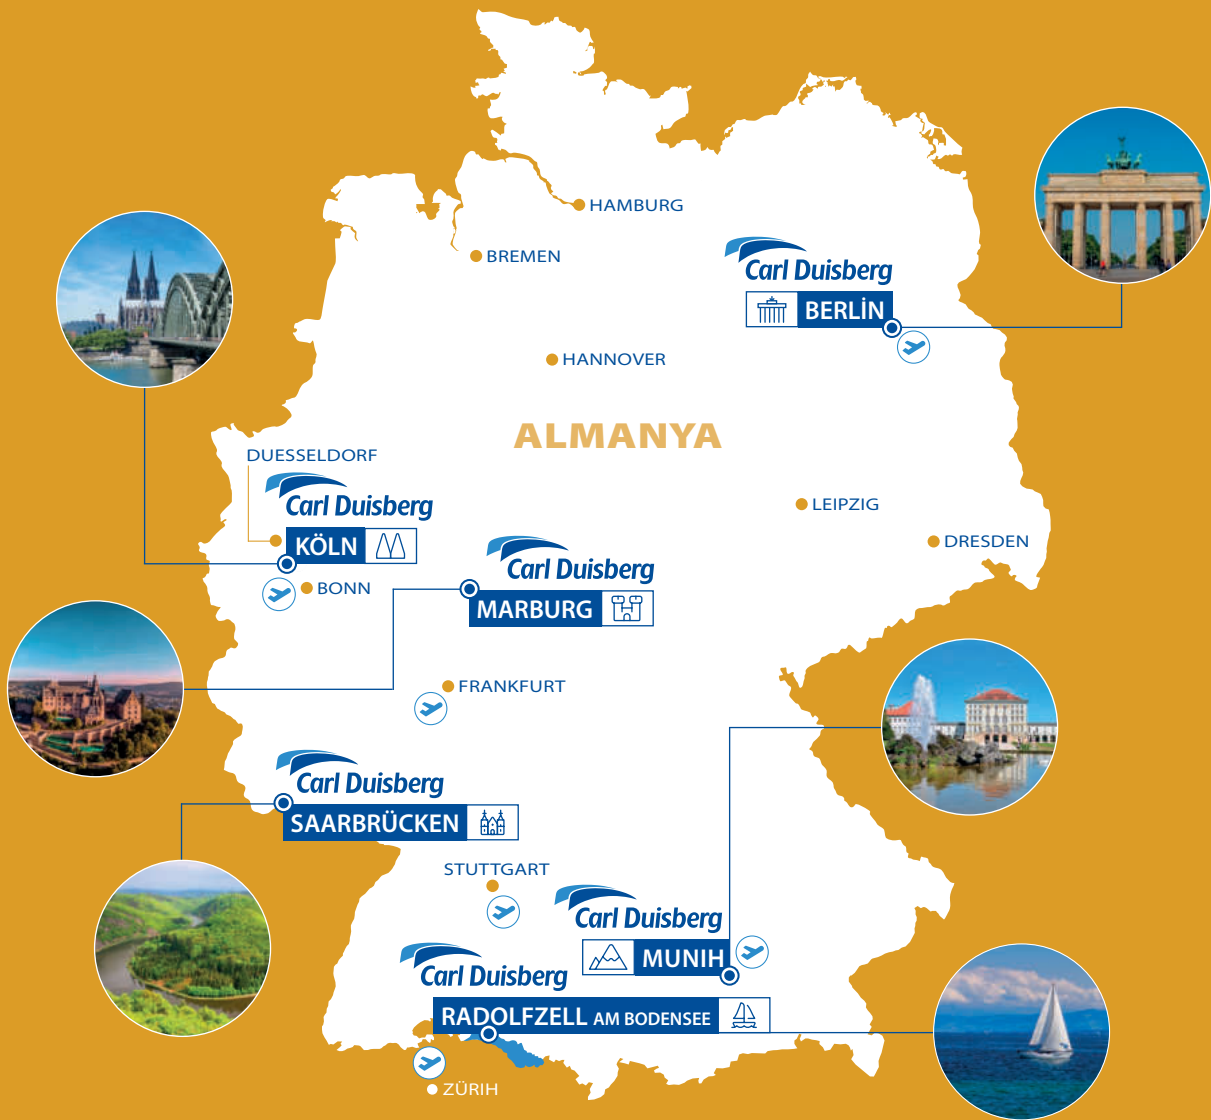 HAMBURG
BREMEN
Carl Duisberg
BERLİN
HANNOVER
ALMANYA
DUESSELDORF
Carl Duisberg
KÖLN
LEIPZIG
DRESDEN
BONN
Carl Duisberg
MARBURG
FRANKFURT
Carl Duisberg
SAARBRÜCKEN
STUTTGART
Carl Duisberg
MUNIH
Carl Duisberg
RADOLFZELL AM BODENSEE
ZÜRIH